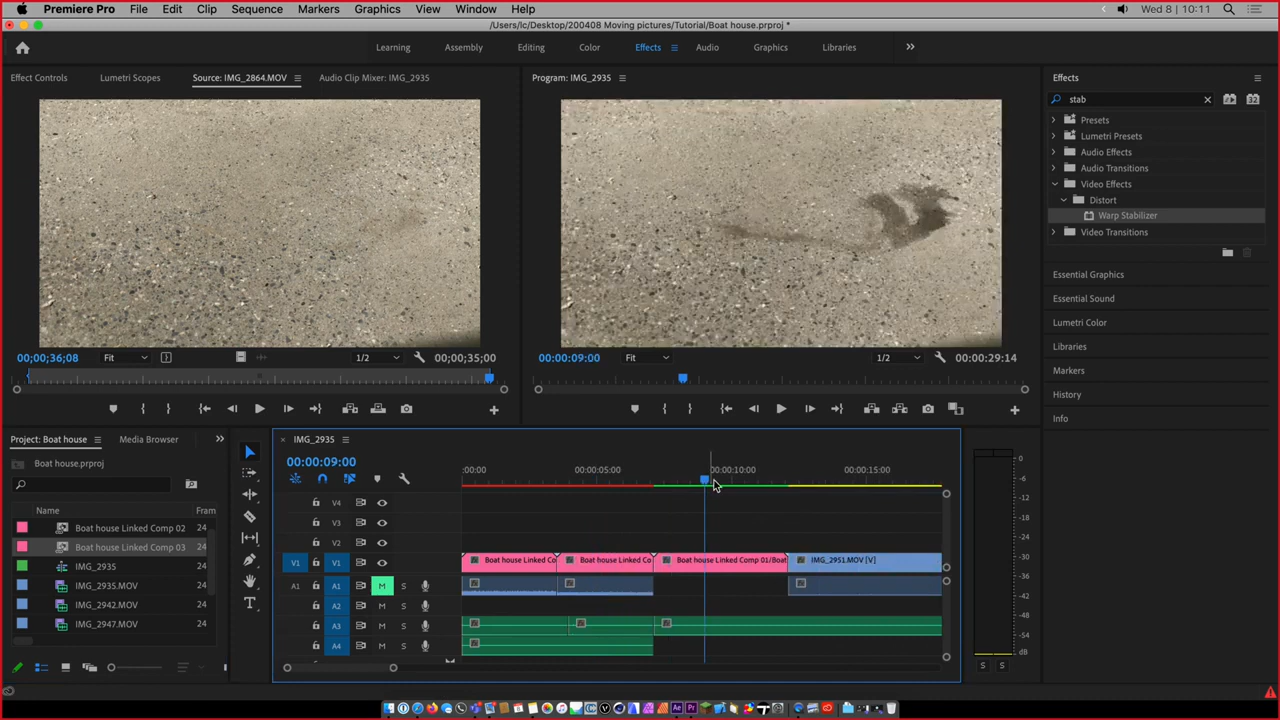 Premiere Pro File Edit Clip Sequence Markers Graphics View Window Help Wed 8 | 10:11
/Users/lc/Desktop/200408 Moving pictures/Tutorial/Boat house.prproj *
Learning Assembly Editing Color Effects Audio Graphics Libraries
Effect Controls Lumetri Scopes Source: IMG_2864.MOV Audio Clip Mixer: IMG_2935 Program: IMG_2935 Effects
stab
Presets
Lumetri Presets
Audio Effects
Audio Transitions
Video Effects
Distort
Warp Stabilizer
Video Transitions
Essential Graphics
Essential Sound
Lumetri Color
Libraries
Markers
History
Info
00;00;36;08 Fit 1/2 00;00;35;00 00:00:09:00 Fit 1/2 00:00:29:14
Project: Boat house Media Browser
Boat house.prproj
Name Fram
Boat house Linked Comp 02 24
Boat house Linked Comp 03 24
IMG_2935 24
IMG_2935.MOV 24
IMG_2942.MOV 24
IMG_2947.MOV 24
IMG_2935
00:00:09:00
:00:00 00:00:05:00 00:00:10:00 00:00:15:00
V4
V3
V2
V1 V1 Boat house Linked Co Boat house Linked Co Boat house Linked Comp 01/Boat IMG_2951.MOV [V]
A1 A1 M S
A2 M S
A3 M S
A4 M S
0
-6
-12
-18
-24
-30
-36
-42
-48
-54
dB
S S